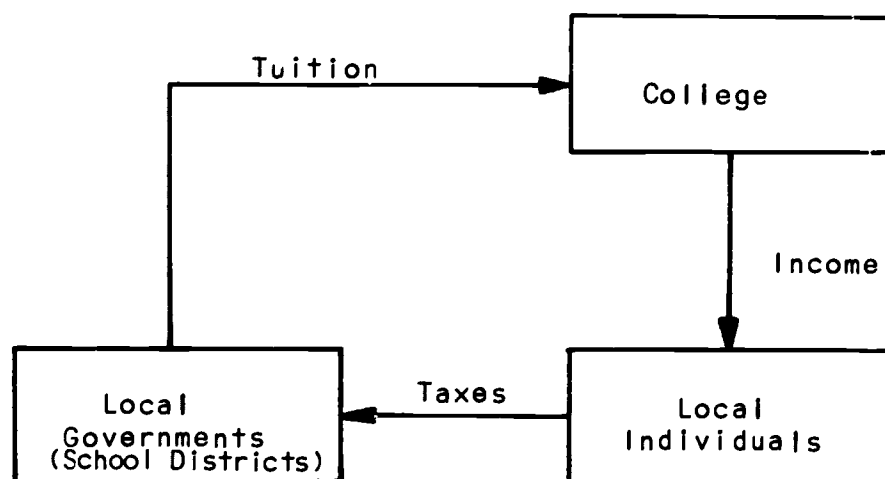 Tuition
College
Income
Taxes
Local
Governments
(School Districts)
Local
Individuals